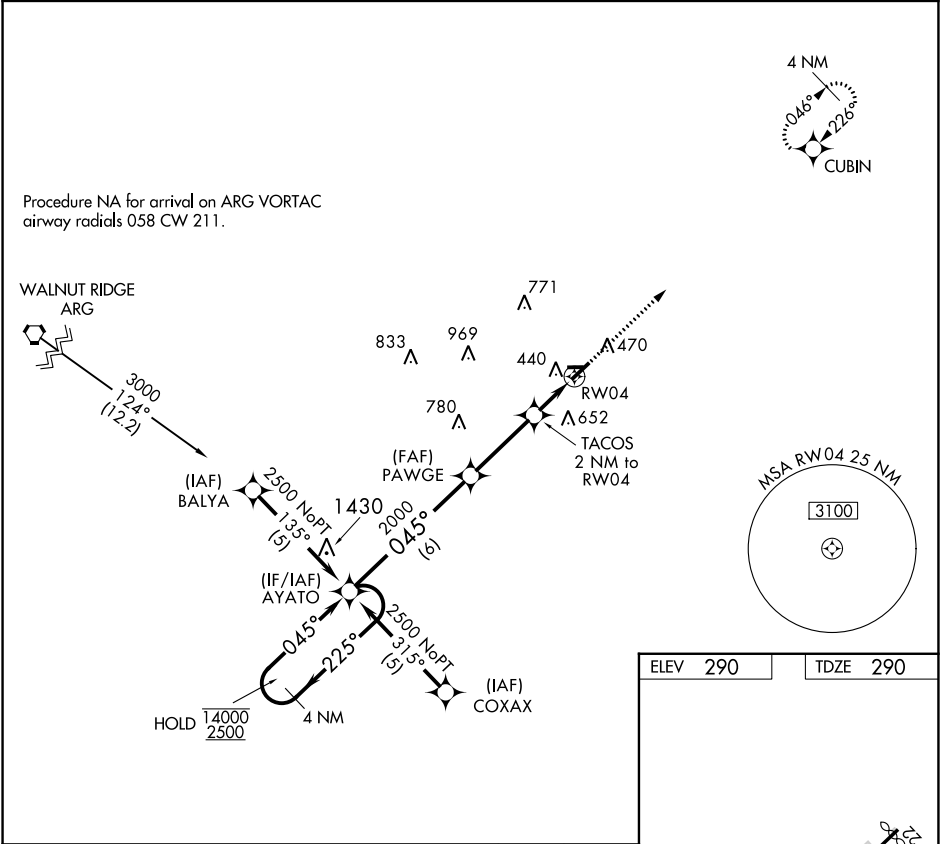 4 NM
046°
226°
CUBIN
Procedure NA for arrival on ARG VORTAC
airway radials 058 CW 211.
WALNUT RIDGE
ARG
3000
124°
(12.2)
771
833
969
440
470
RW04
780
652
TACOS
2 NM to
RW04
(FAF)
PAWGE
MSA RW04 25 NM
3100
(IAF)
BALYA
2500 NoPT
135°
(5)
1430
2000
045°
(6)
(IF/IAF)
AYATO
045°
225°
2500 NoPT
315°
(5)
(IAF)
COXAX
HOLD
14000
2500
4 NM
ELEV 290
TDZE 290
22